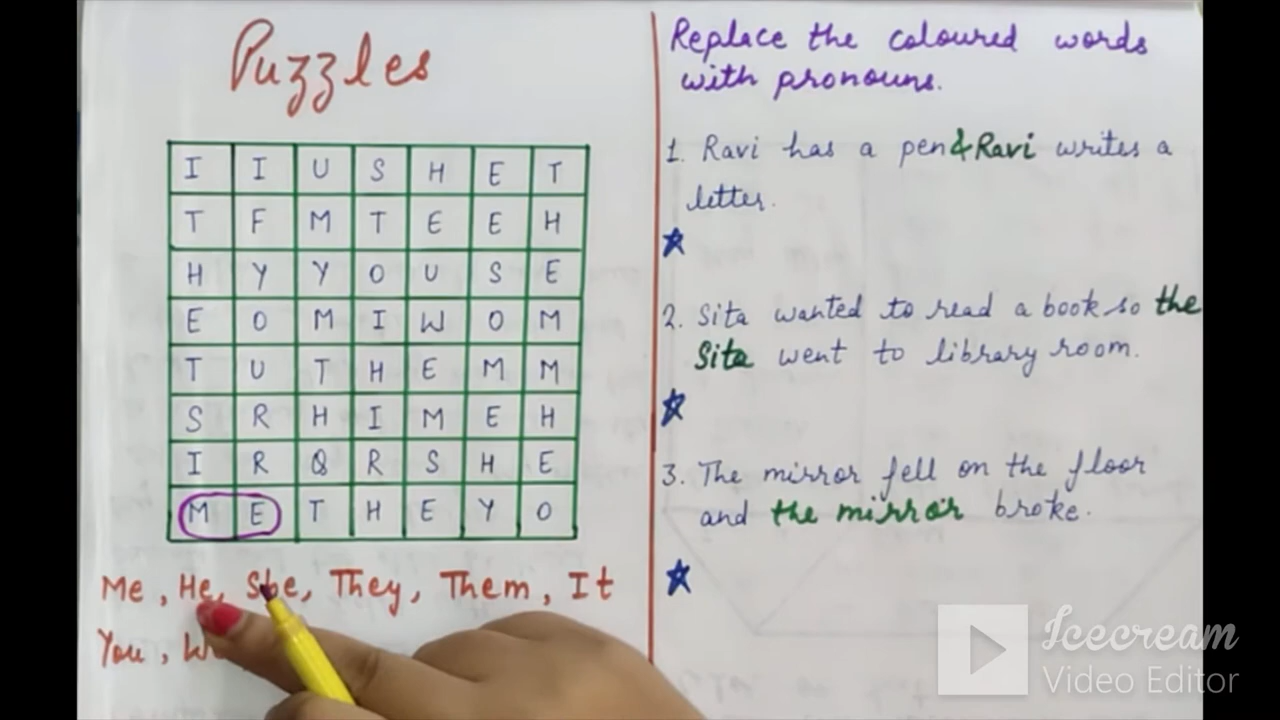 Puzzles
I I U S H E T
T F M T E E H
H Y Y O U S E
E O M I W O M
T U T H E M M
S R H I M E H
I R Q R S H E
M E T H E Y O
Me, He, She, They, Them, It
You,
Replace the coloured words
with pronouns.
1. Ravi has a pen & Ravi writes a
letter.
2. Sita wanted to read a book so the
Sita went to library room.
3. The mirror fell on the floor
and the mirror broke.
Icecream
Video Editor